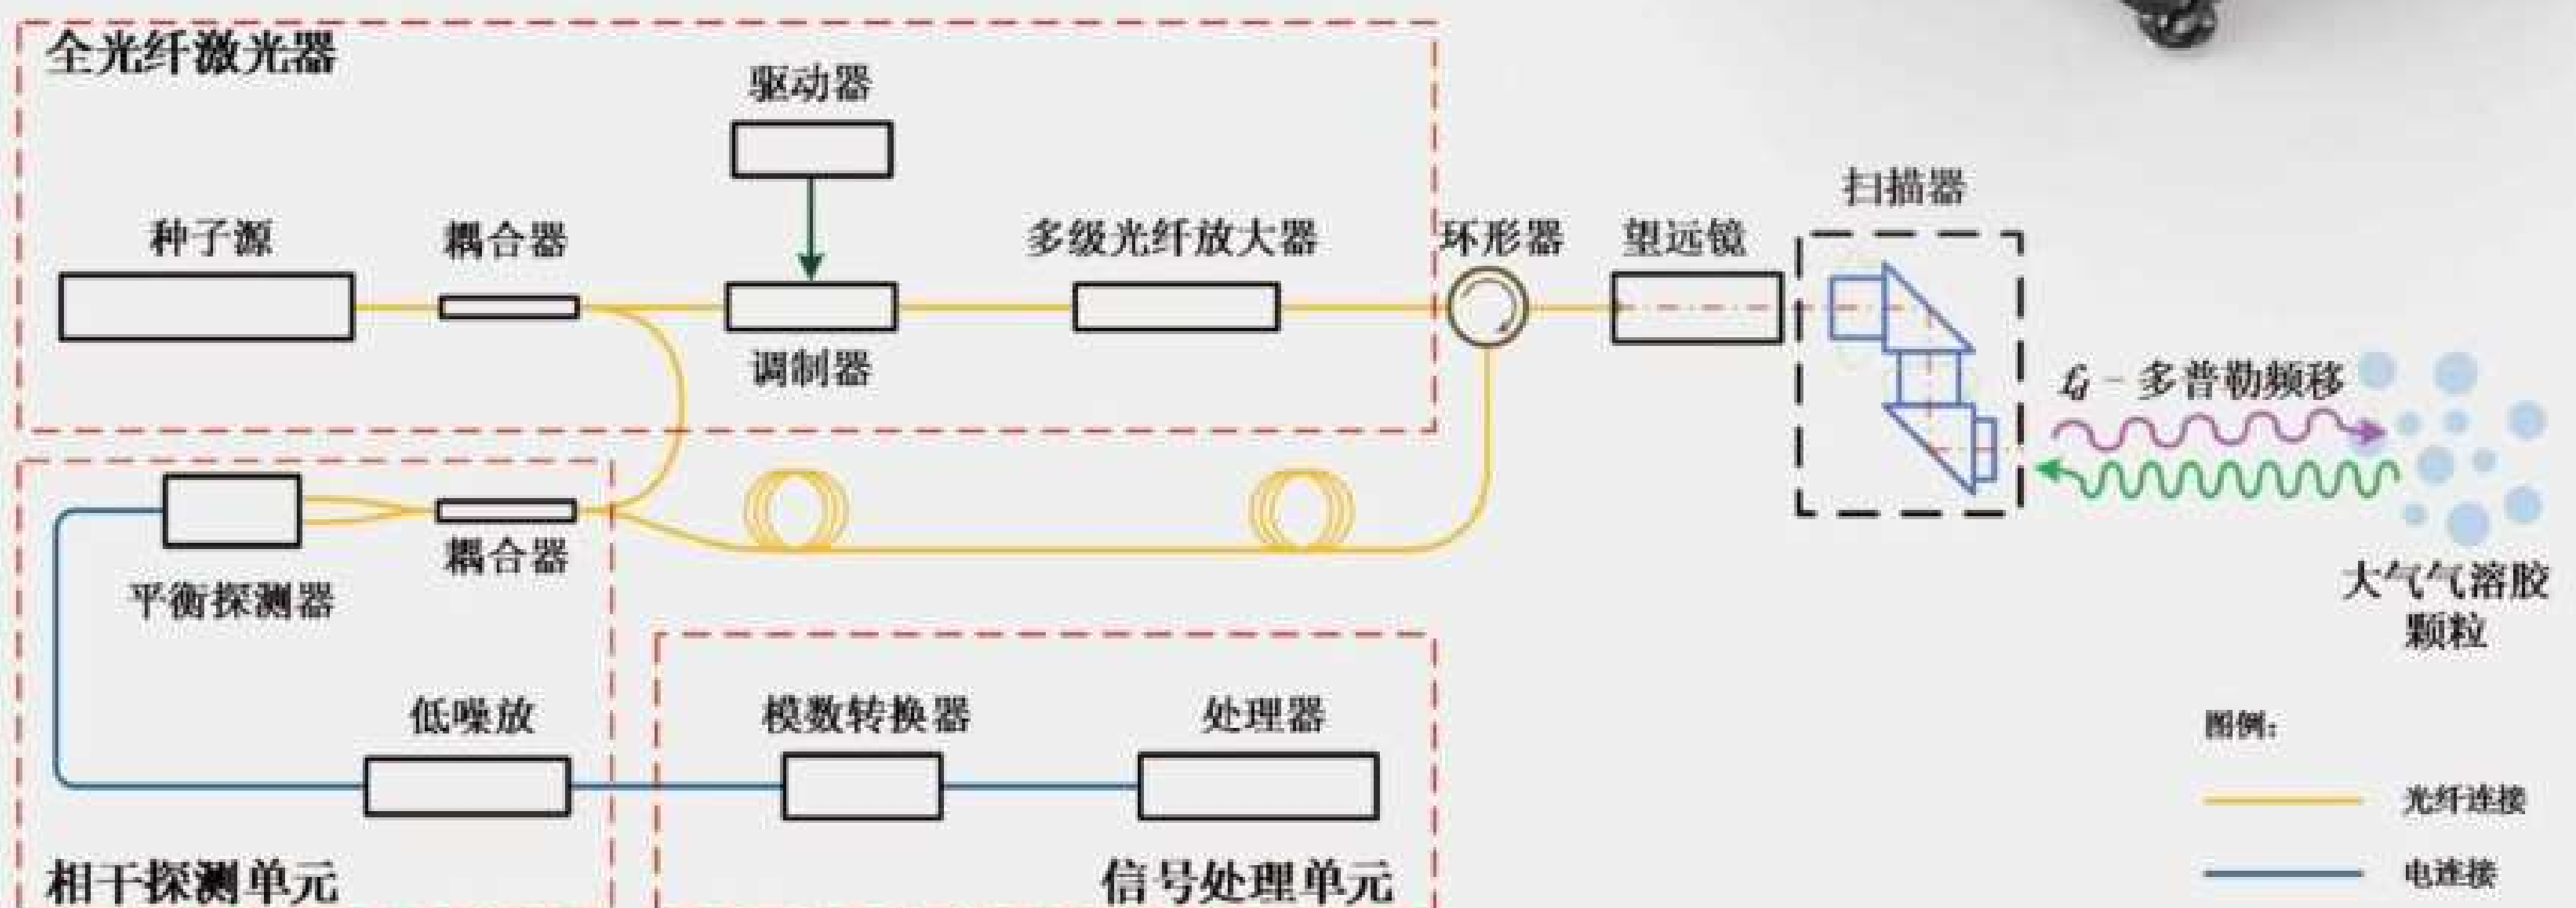 全光纤激光器
驱动器
种子源
耦合器
调制器
多级光纤放大器
环形器
望远镜
扫描器
fd - 多普勒频移
大气气溶胶
颗粒
平衡探测器
耦合器
低噪放
相干探测单元
模数转换器
处理器
信号处理单元
图例:
光纤连接
电连接